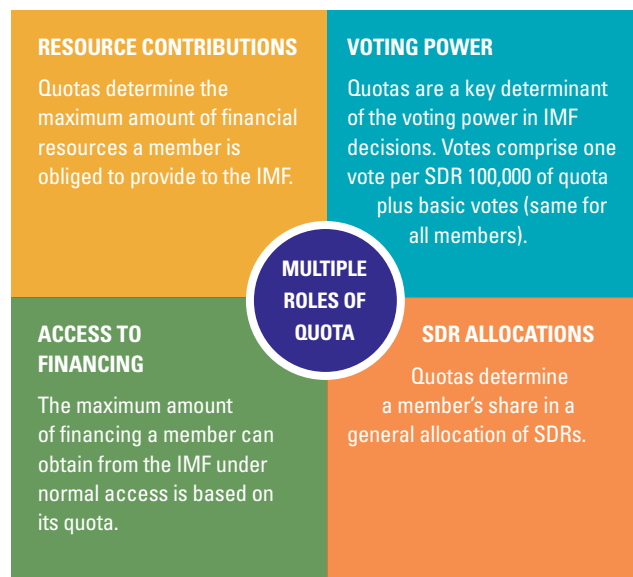 RESOURCE CONTRIBUTIONS
Quotas determine the
maximum amount of financial
resources a member is
obliged to provide to the IMF.
VOTING POWER
Quotas are a key determinant
of the voting power in IMF
decisions. Votes comprise one
vote per SDR 100,000 of quota
plus basic votes (same for
all members).
MULTIPLE
ROLES OF
QUOTA
ACCESS TO
FINANCING
The maximum amount
of financing a member can
obtain from the IMF under
normal access is based on
its quota.
SDR ALLOCATIONS
Quotas determine
a member’s share in a
general allocation of SDRs.